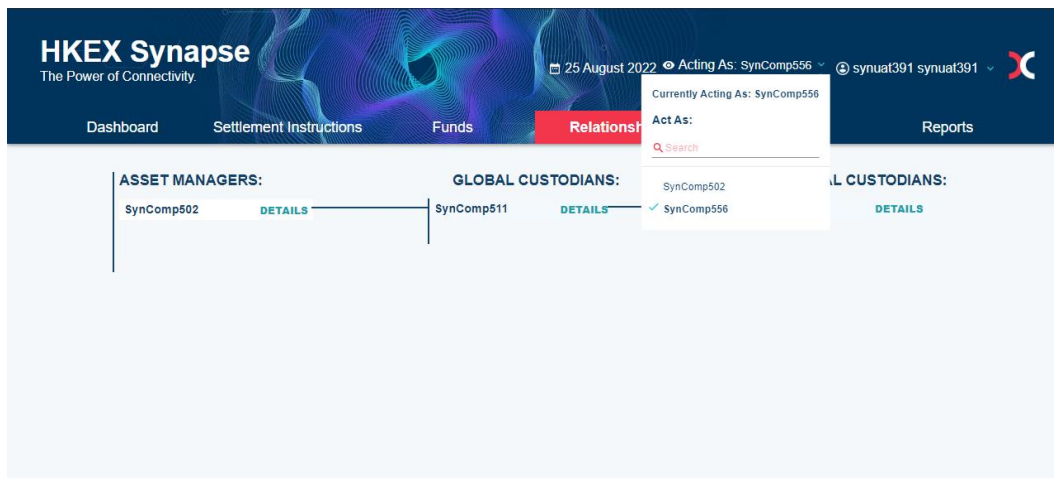 HKEX Synapse
The Power of Connectivity.
25 August 2022 Acting As: SynComp556 synuat391 synuat391
Currently Acting As: SynComp556
Act As:
Search
SynComp502
SynComp556
Dashboard Settlement Instructions Funds Relationsh Reports
ASSET MANAGERS: GLOBAL CUSTODIANS: L CUSTODIANS:
SynComp502 DETAILS SynComp511 DETAILS DETAILS